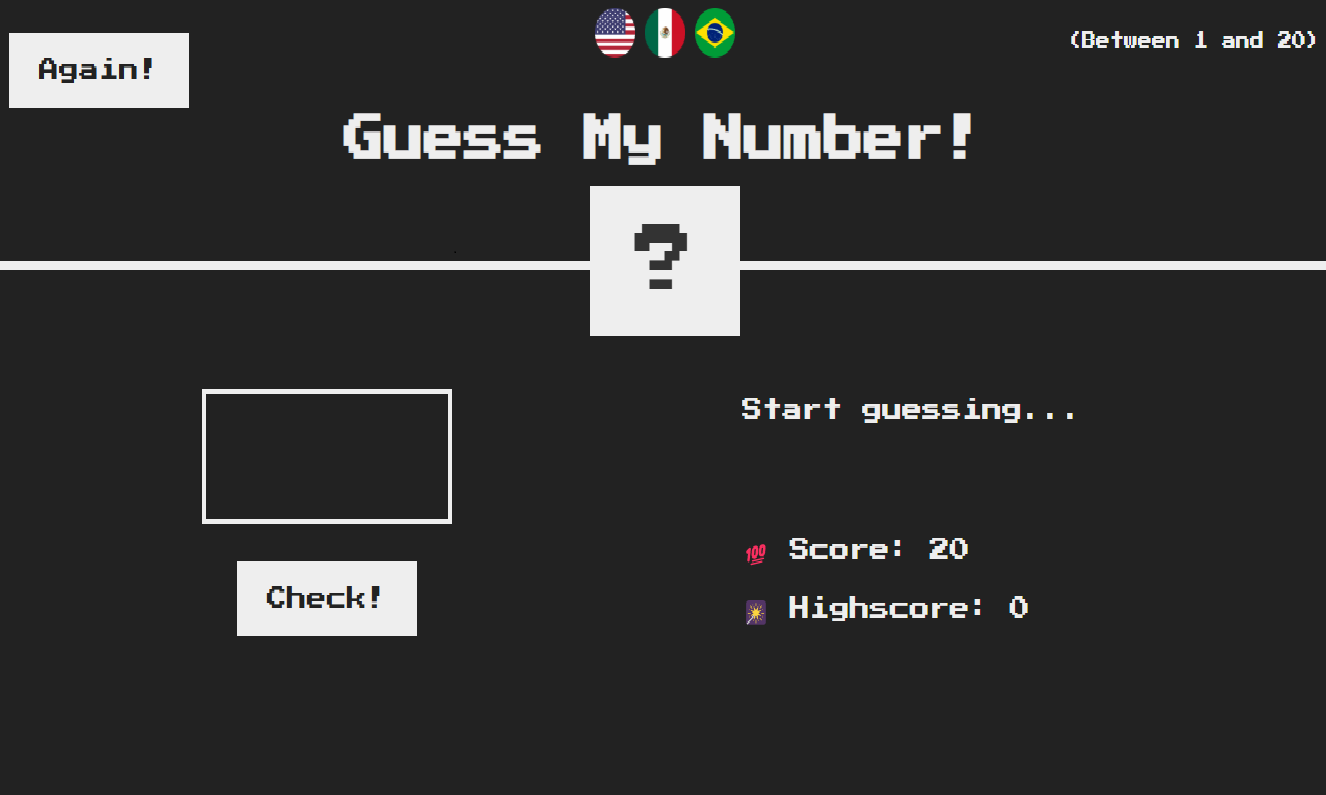 (Between 1 and 20)
Again!
Guess My Number!
?
Start guessing...
💯 Score: 20
🎇 Highscore: 0
Check!